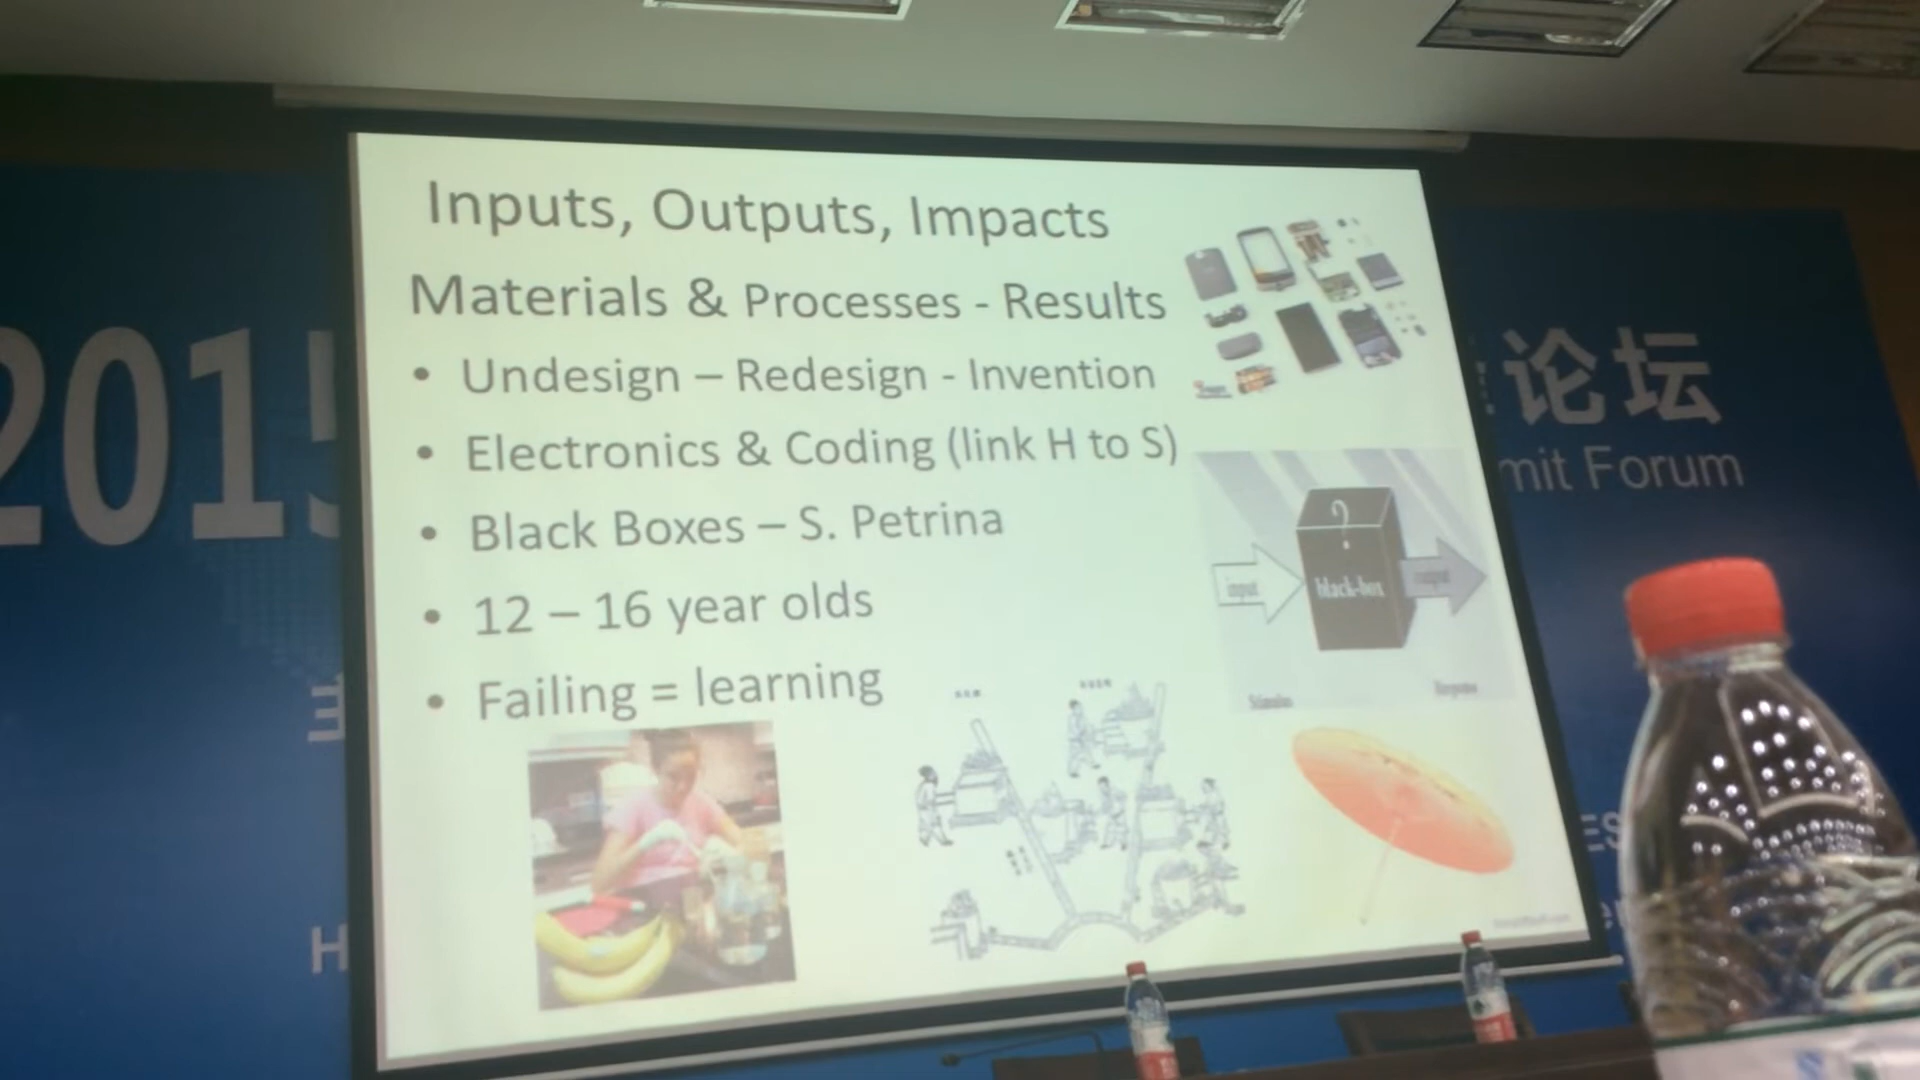 Inputs, Outputs, Impacts
Materials & Processes - Results
• Undesign – Redesign - Invention
• Electronics & Coding (link H to S)
• Black Boxes – S. Petrina
• 12 – 16 year olds
• Failing = learning
?
input
black-box
output
2015
论坛
Forum